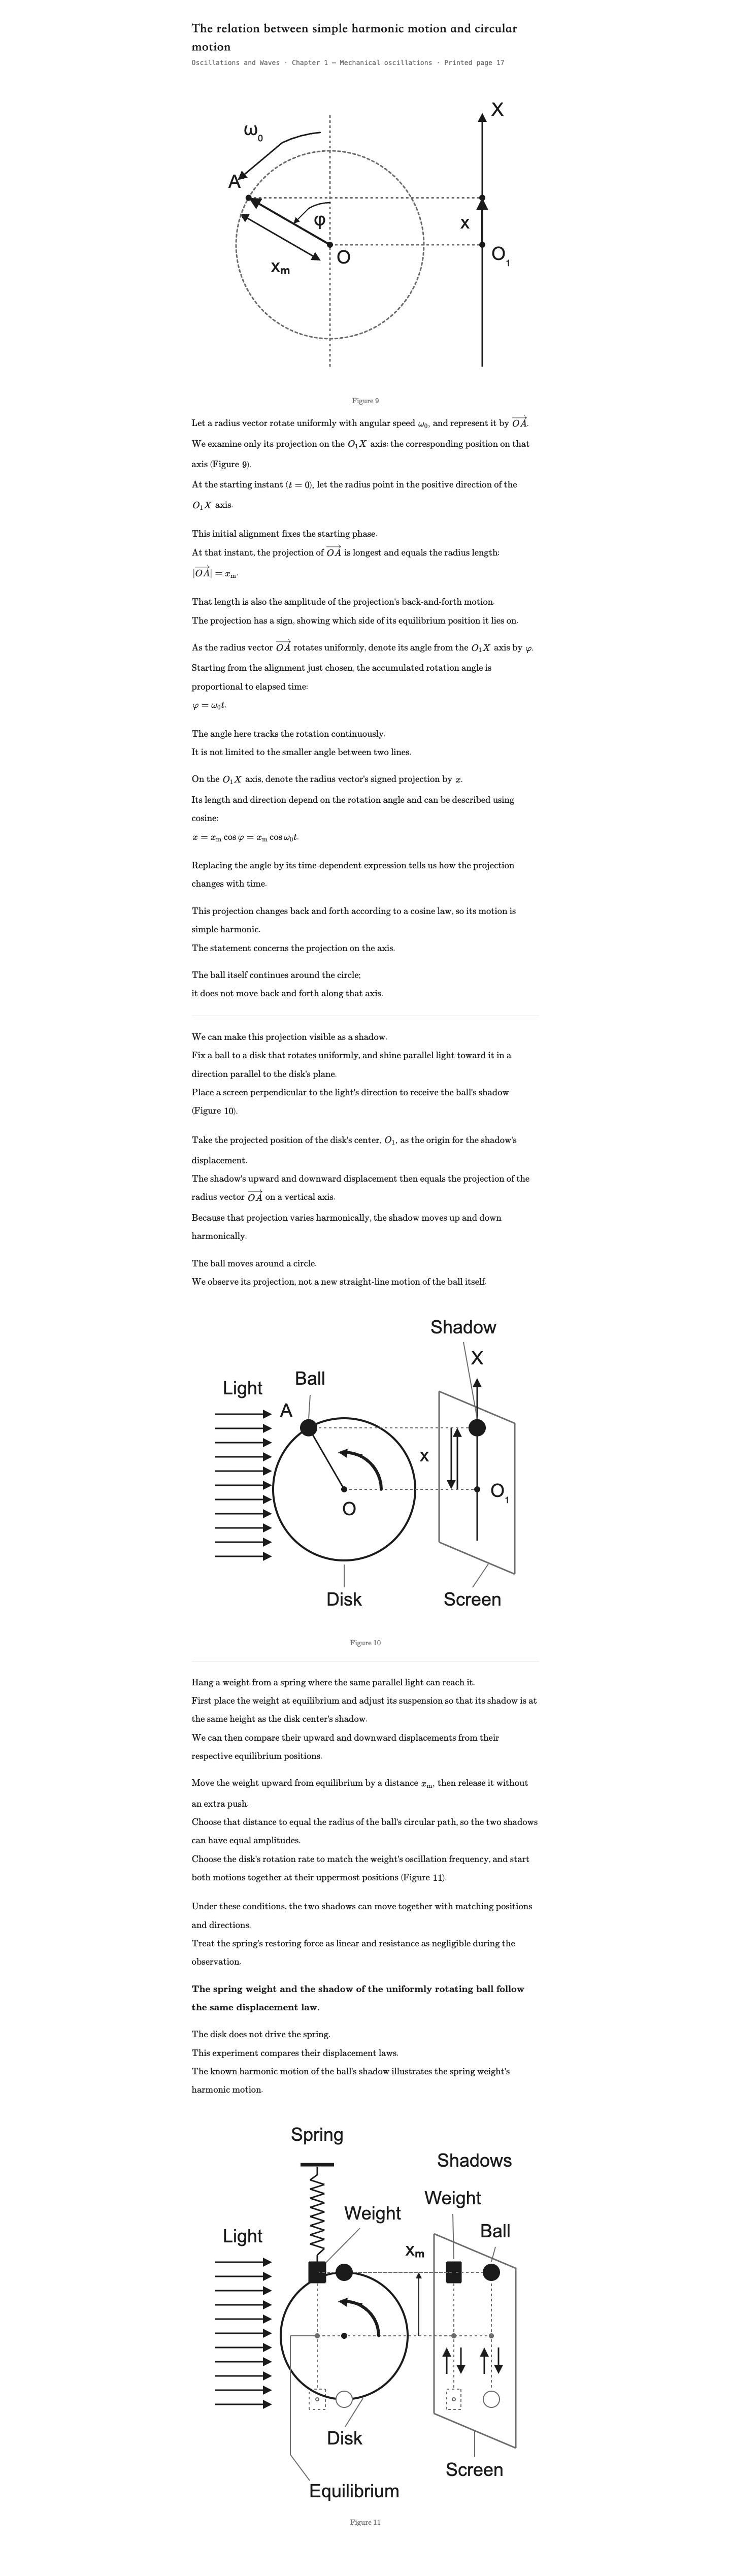 The relation between simple harmonic motion and circular
motion
Oscillations and Waves · Chapter 1 — Mechanical oscillations · Printed page 17
X
ω0
A
φ
x
O
O1
xm
Figure 9
Let a radius vector rotate uniformly with angular speed ω0, and represent it by OA.
We examine only its projection on the O1X axis: the corresponding position on that
axis (Figure 9).
At the starting instant (t = 0), let the radius point in the positive direction of the
O1X axis.
This initial alignment fixes the starting phase.
At that instant, the projection of OA is longest and equals the radius length:
|OA| = xm.
That length is also the amplitude of the projection's back-and-forth motion.
The projection has a sign, showing which side of its equilibrium position it lies on.
As the radius vector OA rotates uniformly, denote its angle from the O1X axis by φ.
Starting from the alignment just chosen, the accumulated rotation angle is
proportional to elapsed time:
φ = ω0t.
The angle here tracks the rotation continuously.
It is not limited to the smaller angle between two lines.
On the O1X axis, denote the radius vector's signed projection by x.
Its length and direction depend on the rotation angle and can be described using
cosine:
x = xm cos φ = xm cos ω0t.
Replacing the angle by its time-dependent expression tells us how the projection
changes with time.
This projection changes back and forth according to a cosine law, so its motion is
simple harmonic.
The statement concerns the projection on the axis.
The ball itself continues around the circle;
it does not move back and forth along that axis.
We can make this projection visible as a shadow.
Fix a ball to a disk that rotates uniformly, and shine parallel light toward it in a
direction parallel to the disk's plane.
Place a screen perpendicular to the light's direction to receive the ball's shadow
(Figure 10).
Take the projected position of the disk's center, O1, as the origin for the shadow's
displacement.
The shadow's upward and downward displacement then equals the projection of the
radius vector OA on a vertical axis.
Because that projection varies harmonically, the shadow moves up and down
harmonically.
The ball moves around a circle.
We observe its projection, not a new straight-line motion of the ball itself.
Shadow
X
Ball
Light
A
x
O
O1
Disk
Screen
Figure 10
Hang a weight from a spring where the same parallel light can reach it.
First place the weight at equilibrium and adjust its suspension so that its shadow is at
the same height as the disk center's shadow.
We can then compare their upward and downward displacements from their
respective equilibrium positions.
Move the weight upward from equilibrium by a distance xm, then release it without
an extra push.
Choose that distance to equal the radius of the ball's circular path, so the two shadows
can have equal amplitudes.
Choose the disk's rotation rate to match the weight's oscillation frequency, and start
both motions together at their uppermost positions (Figure 11).
Under these conditions, the two shadows can move together with matching positions
and directions.
Treat the spring's restoring force as linear and resistance as negligible during the
observation.
The spring weight and the shadow of the uniformly rotating ball follow
the same displacement law.
The disk does not drive the spring.
This experiment compares their displacement laws.
The known harmonic motion of the ball's shadow illustrates the spring weight's
harmonic motion.
Spring
Shadows
Weight
Weight
Ball
Light
xm
Disk
Screen
Equilibrium
Figure 11